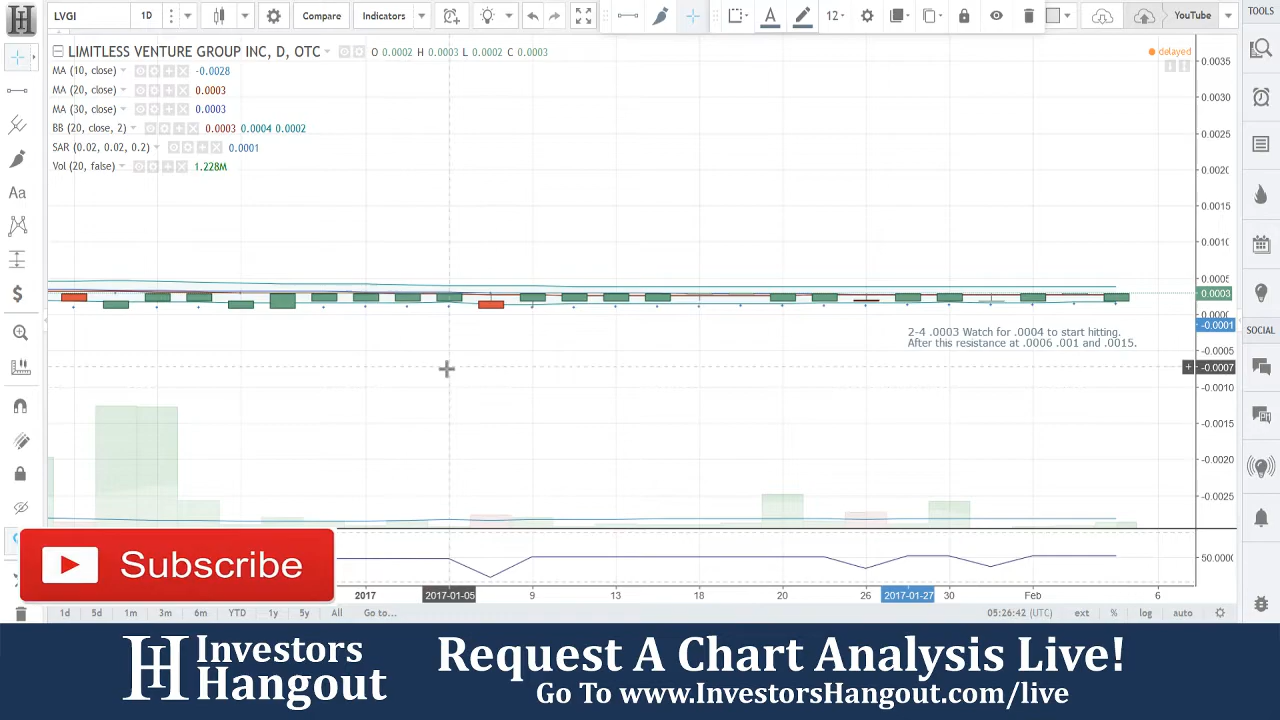 LVGI 1D Compare Indicators 12 YouTube TOOLS
LIMITLESS VENTURE GROUP INC, D, OTC O 0.0002 H 0.0003 L 0.0002 C 0.0003 delayed
MA (10, close) -0.0028
MA (20, close) 0.0003
MA (30, close) 0.0003
BB (20, close, 2) 0.0003 0.0004 0.0002
SAR (0.02, 0.02, 0.2) 0.0001
Vol (20, false) 1.228M
0.0035
0.0030
0.0025
0.0020
0.0015
0.0010
0.0005
0.0003
0.0000
-0.0001
2-4 .0003 Watch for .0004 to start hitting.
After this resistance at .0006 .001 and .0015.
SOCIAL
-0.0005
-0.0007
-0.0010
-0.0015
-0.0020
-0.0025
50.0000
Aa
$
Subscribe
2017 2017-01-05 9 13 18 20 26 2017-01-27 30 Feb 6
1d 5d 1m 3m 6m YTD 1y 5y All Go to... 05:26:42 (UTC) ext % log auto
H Investors
Hangout
Request A Chart Analysis Live!
Go To www.InvestorsHangout.com/live